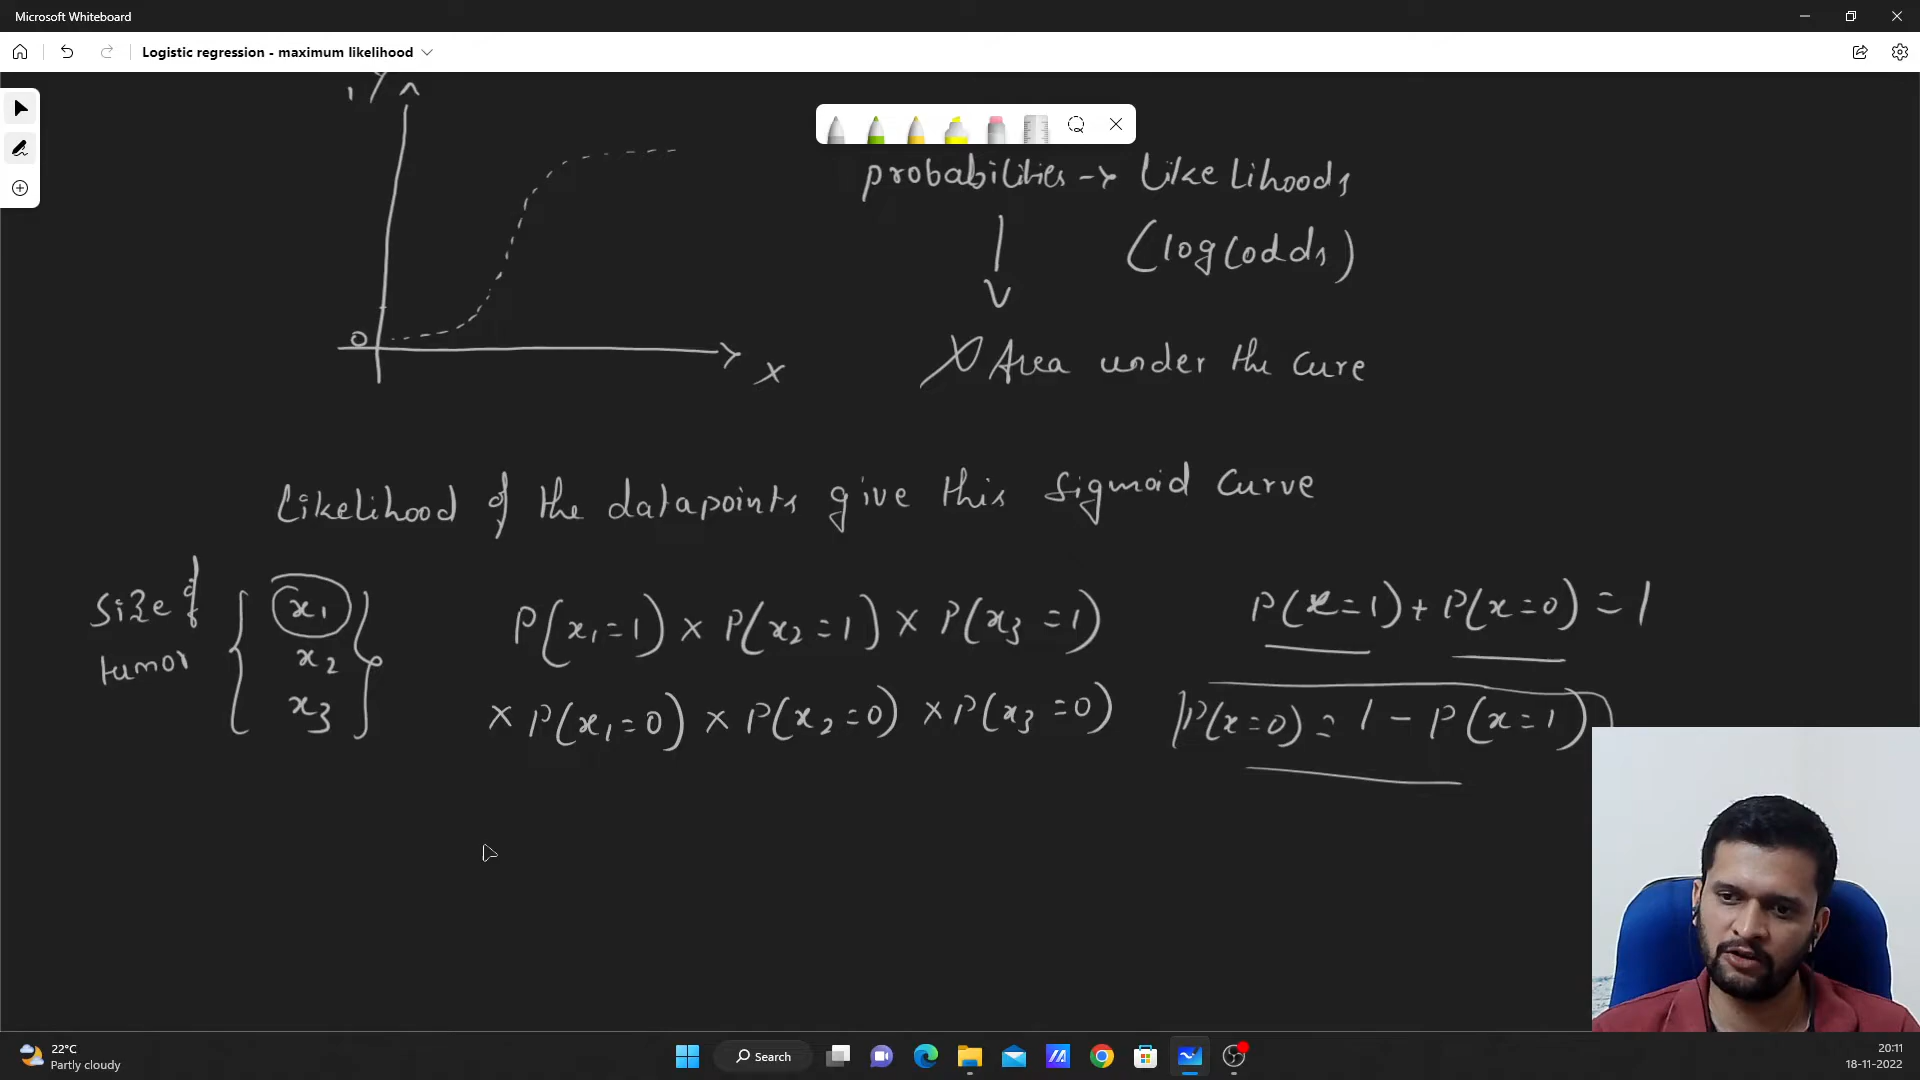 Microsoft Whiteboard
Logistic regression - maximum likelihood
y
probabilities -> Likelihoods
(log(odds)
0
x
Area under the cure
Likelihood of the datapoints give this Sigmoid Curve
Size of tumor
x1
x2
x3
P(x1=1) × P(x2=1) × P(x3=1)
× P(x1=0) × P(x2=0) × P(x3=0)
P(x=1) + P(x=0) = 1
P(x=0) = 1 - P(x=1)
22°C
Partly cloudy
Search
20:11
18-11-2022